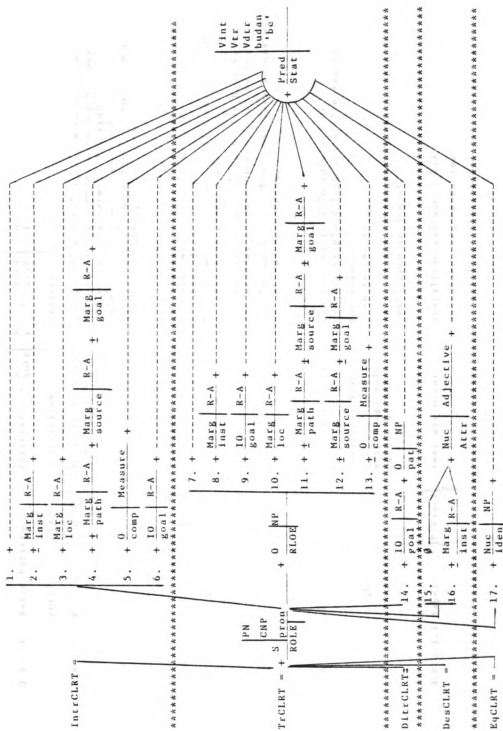 Vint
Vtr
Vdtr
budan
'be'
+ Pred
Stat
1. +
2. ± Marg R-A +
inst
3. + Marg R-A +
loc
4. + ± Marg R-A ± Marg R-A ± Marg R-A +
path source goal
5. + O Measure +
comp
6. + IO R-A +
goal
7. +
8. + Marg R-A +
inst
9. + IO R-A +
goal
10. + Marg R-A +
loc
11. + ± Marg R-A ± Marg R-A ± Marg R-A +
path source goal
12. + ± Marg R-A ± Marg R-A +
source goal
13. ± O Measure +
comp
14. + IO R-A + O NP +
goal pat
15. ∅
+ Nuc Adjective +
Attr
16. ± Marg R-A
inst
17. + Nuc NP +
iden
+ O NP
RLOE
PN
CNP
S pron
ROLE
IntrCLRT =
TrCLRT = +
DitrCLRT=
DesCLRT =
EqCLRT =